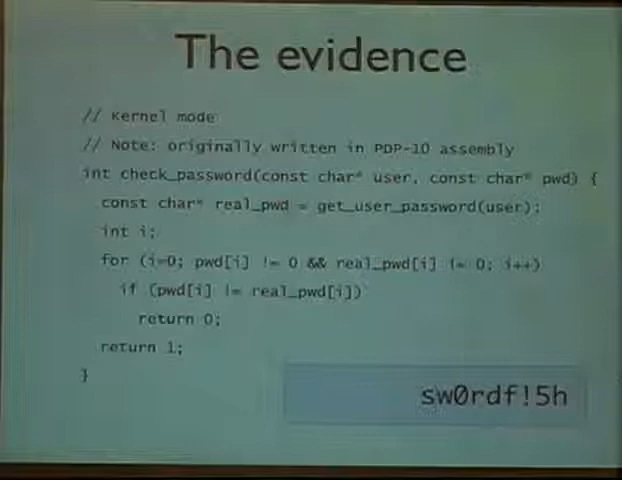 The evidence
// Kernel mode
// Note: originally written in PDP-10 assembly
int check_password(const char* user, const char* pwd) {
const char* real_pwd = get_user_password(user);
int i;
for (i=0; pwd[i] != 0 && real_pwd[i] != 0; i++)
if (pwd[i] != real_pwd[i])
return 0;
return 1;
}
sw0rdf!5h